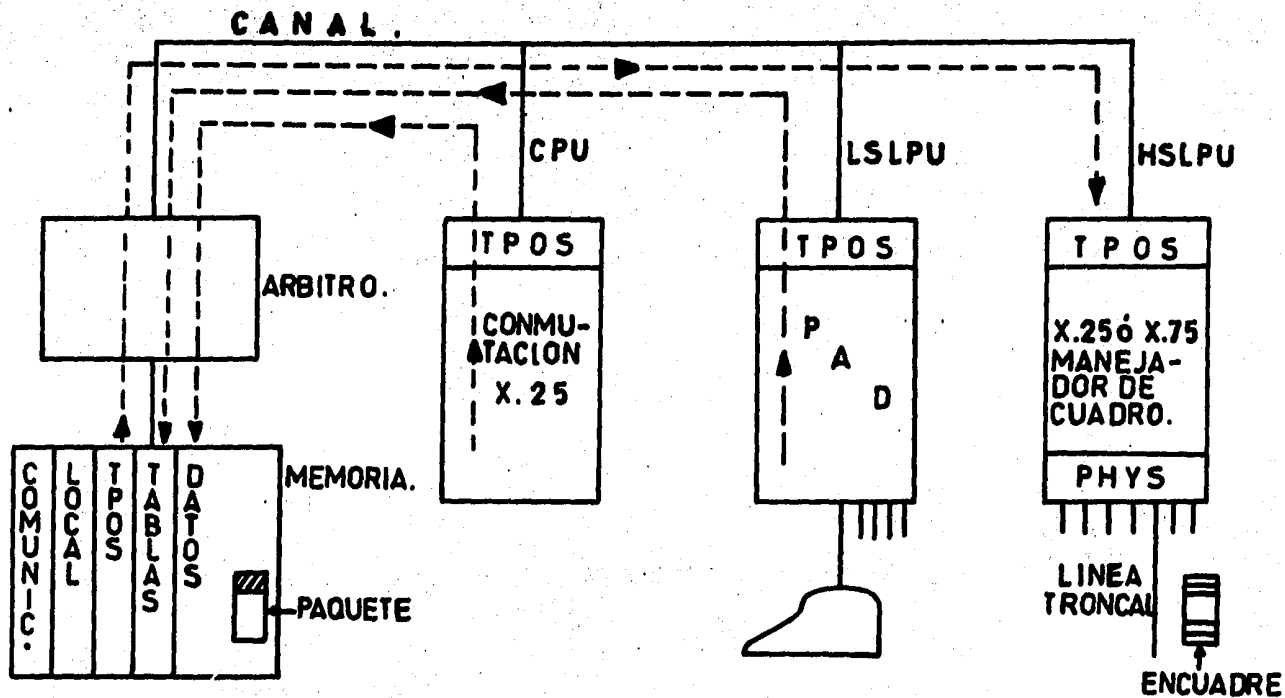 CANAL.
CPU
LSLPU
HSLPU
TPOS
TPOS
TPOS
ARBITRO.
CONMU-
TACION
X.25
P
A
D
X.25 ó X.75
MANEJA-
DOR DE
CUADRO.
PHYS
MEMORIA.
COMUNIC.
LOCAL
TPOS
TABLAS
DATOS
PAQUETE
LINEA
TRONCAL
ENCUADRE